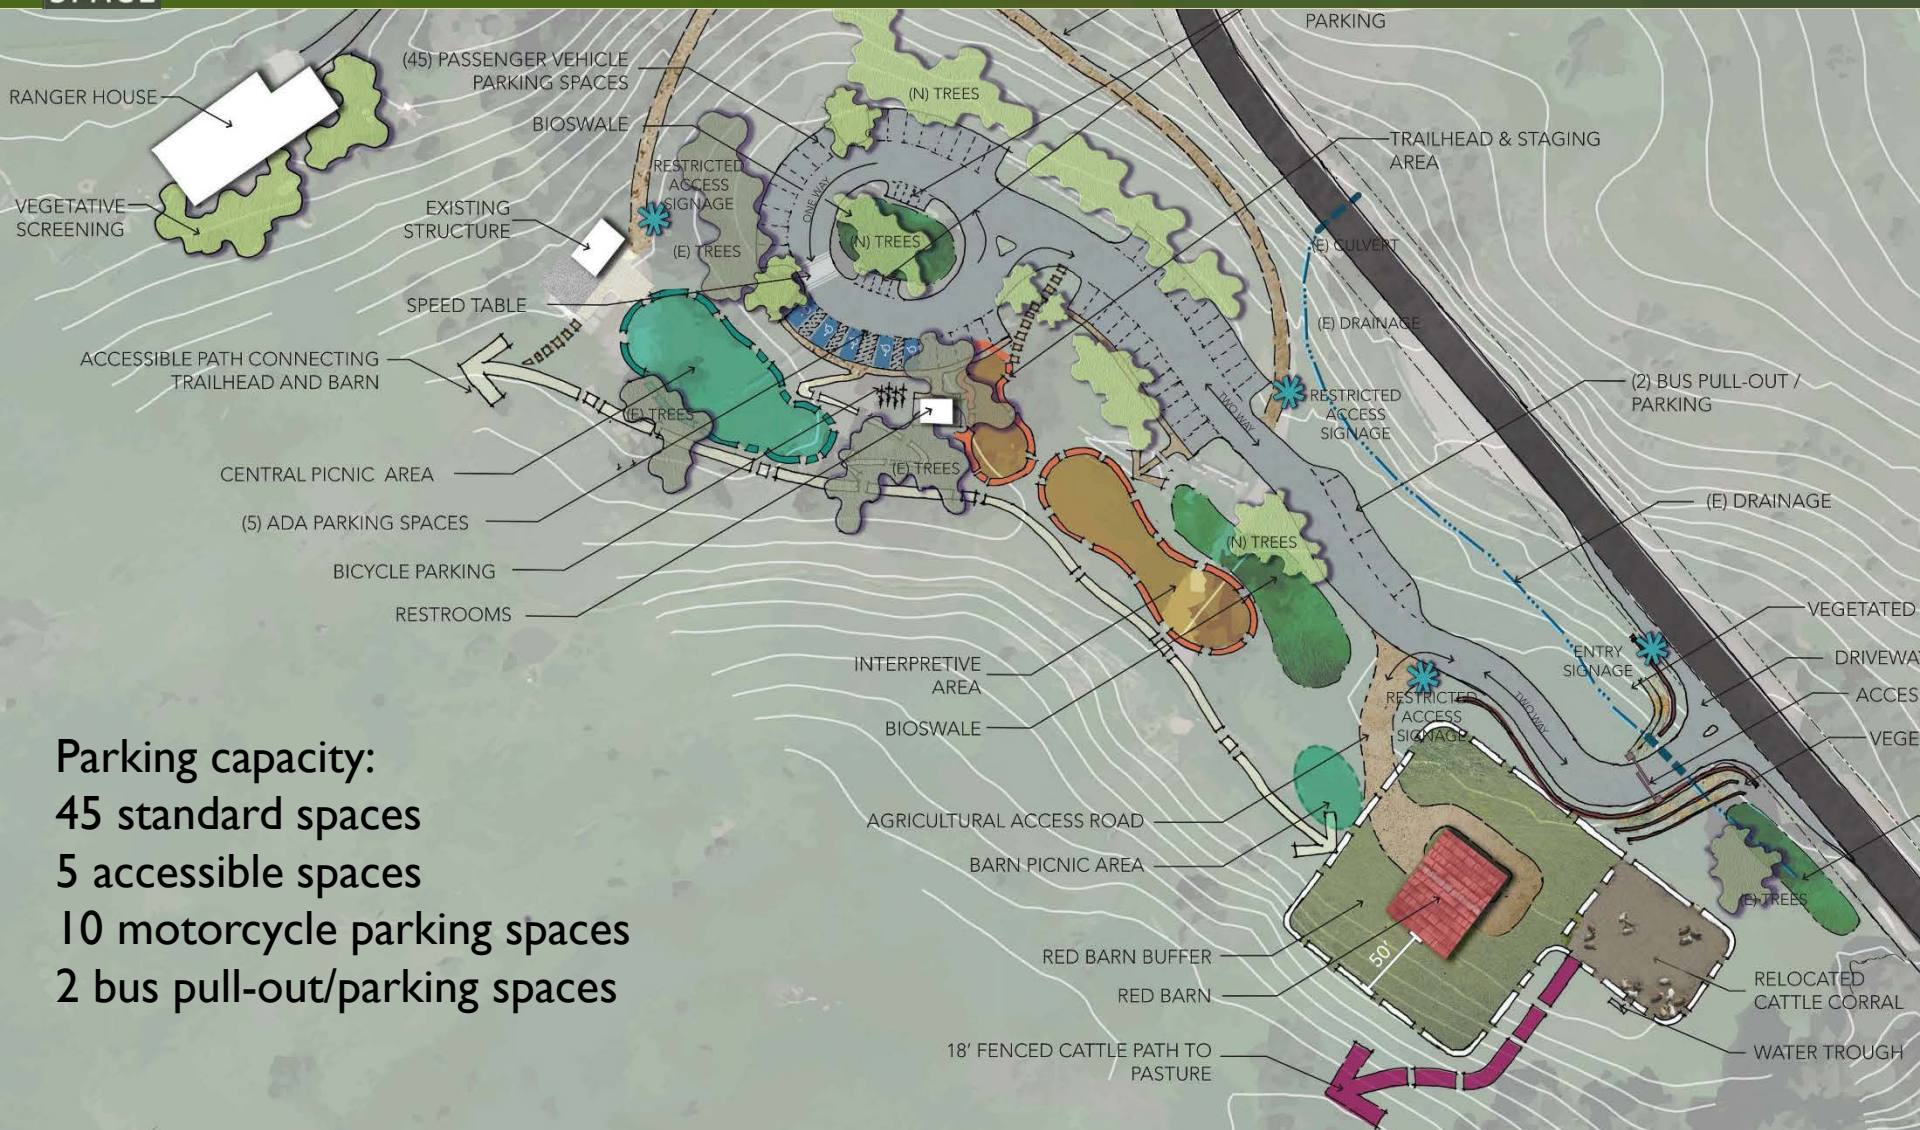 SPACE
PARKING
(45) PASSENGER VEHICLE
PARKING SPACES
RANGER HOUSE
(N) TREES
BIOSWALE
TRAILHEAD & STAGING
AREA
RESTRICTED
ACCESS
SIGNAGE
ONE WAY
VEGETATIVE
SCREENING
EXISTING
STRUCTURE
(E) TREES
(N) TREES
(E) CULVERT
SPEED TABLE
(E) DRAINAGE
ACCESSIBLE PATH CONNECTING
TRAILHEAD AND BARN
(2) BUS PULL-OUT /
PARKING
TWO WAY
RESTRICTED
ACCESS
SIGNAGE
(E) TREES
CENTRAL PICNIC AREA
(E) TREES
(E) DRAINAGE
(5) ADA PARKING SPACES
(N) TREES
BICYCLE PARKING
RESTROOMS
VEGETATED
ENTRY
SIGNAGE
DRIVEWA
INTERPRETIVE
AREA
ACCES
RESTRICTED
ACCESS
SIGNAGE
TWO WAY
BIOSWALE
VEGE
Parking capacity:
45 standard spaces
5 accessible spaces
10 motorcycle parking spaces
2 bus pull-out/parking spaces
AGRICULTURAL ACCESS ROAD
BARN PICNIC AREA
(E) TREES
RED BARN BUFFER
50'
RED BARN
RELOCATED
CATTLE CORRAL
18' FENCED CATTLE PATH TO
PASTURE
WATER TROUGH